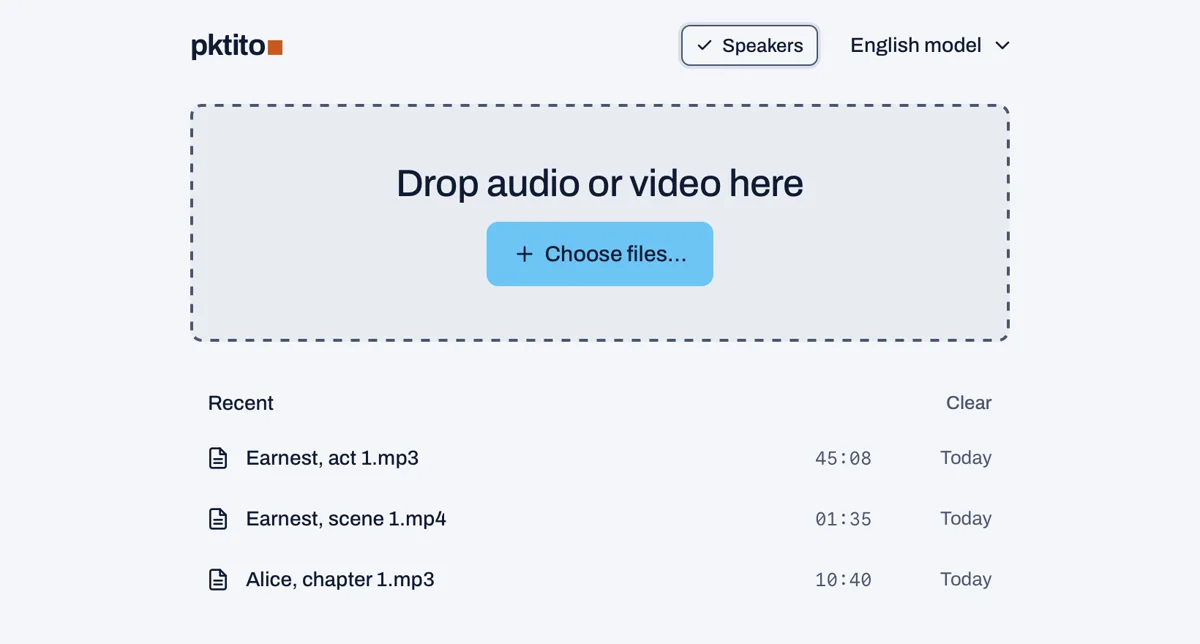 pktito
Speakers
English model
Drop audio or video here
+ Choose files...
Recent
Clear
Earnest, act 1.mp3
45:08
Today
Earnest, scene 1.mp4
01:35
Today
Alice, chapter 1.mp3
10:40
Today